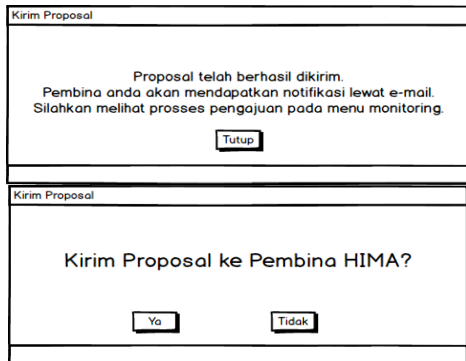 Kirim Proposal
Proposal telah berhasil dikirim.
Pembina anda akan mendapatkan notifikasi lewat e-mail.
Silahkan melihat prosses pengajuan pada menu monitoring.
Tutup
Kirim Proposal
Kirim Proposal ke Pembina HIMA?
Ya Tidak